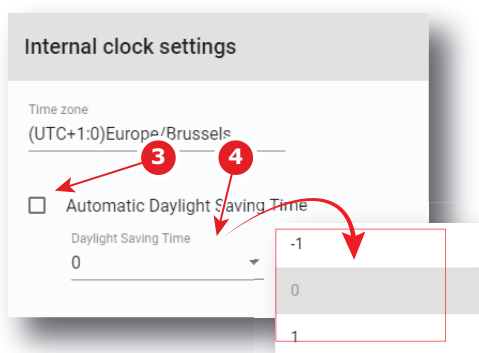 Internal clock settings
Time zone
(UTC+1:0)Europe/Brussels
3
4
Automatic Daylight Saving Time
Daylight Saving Time
0
-1
0
1